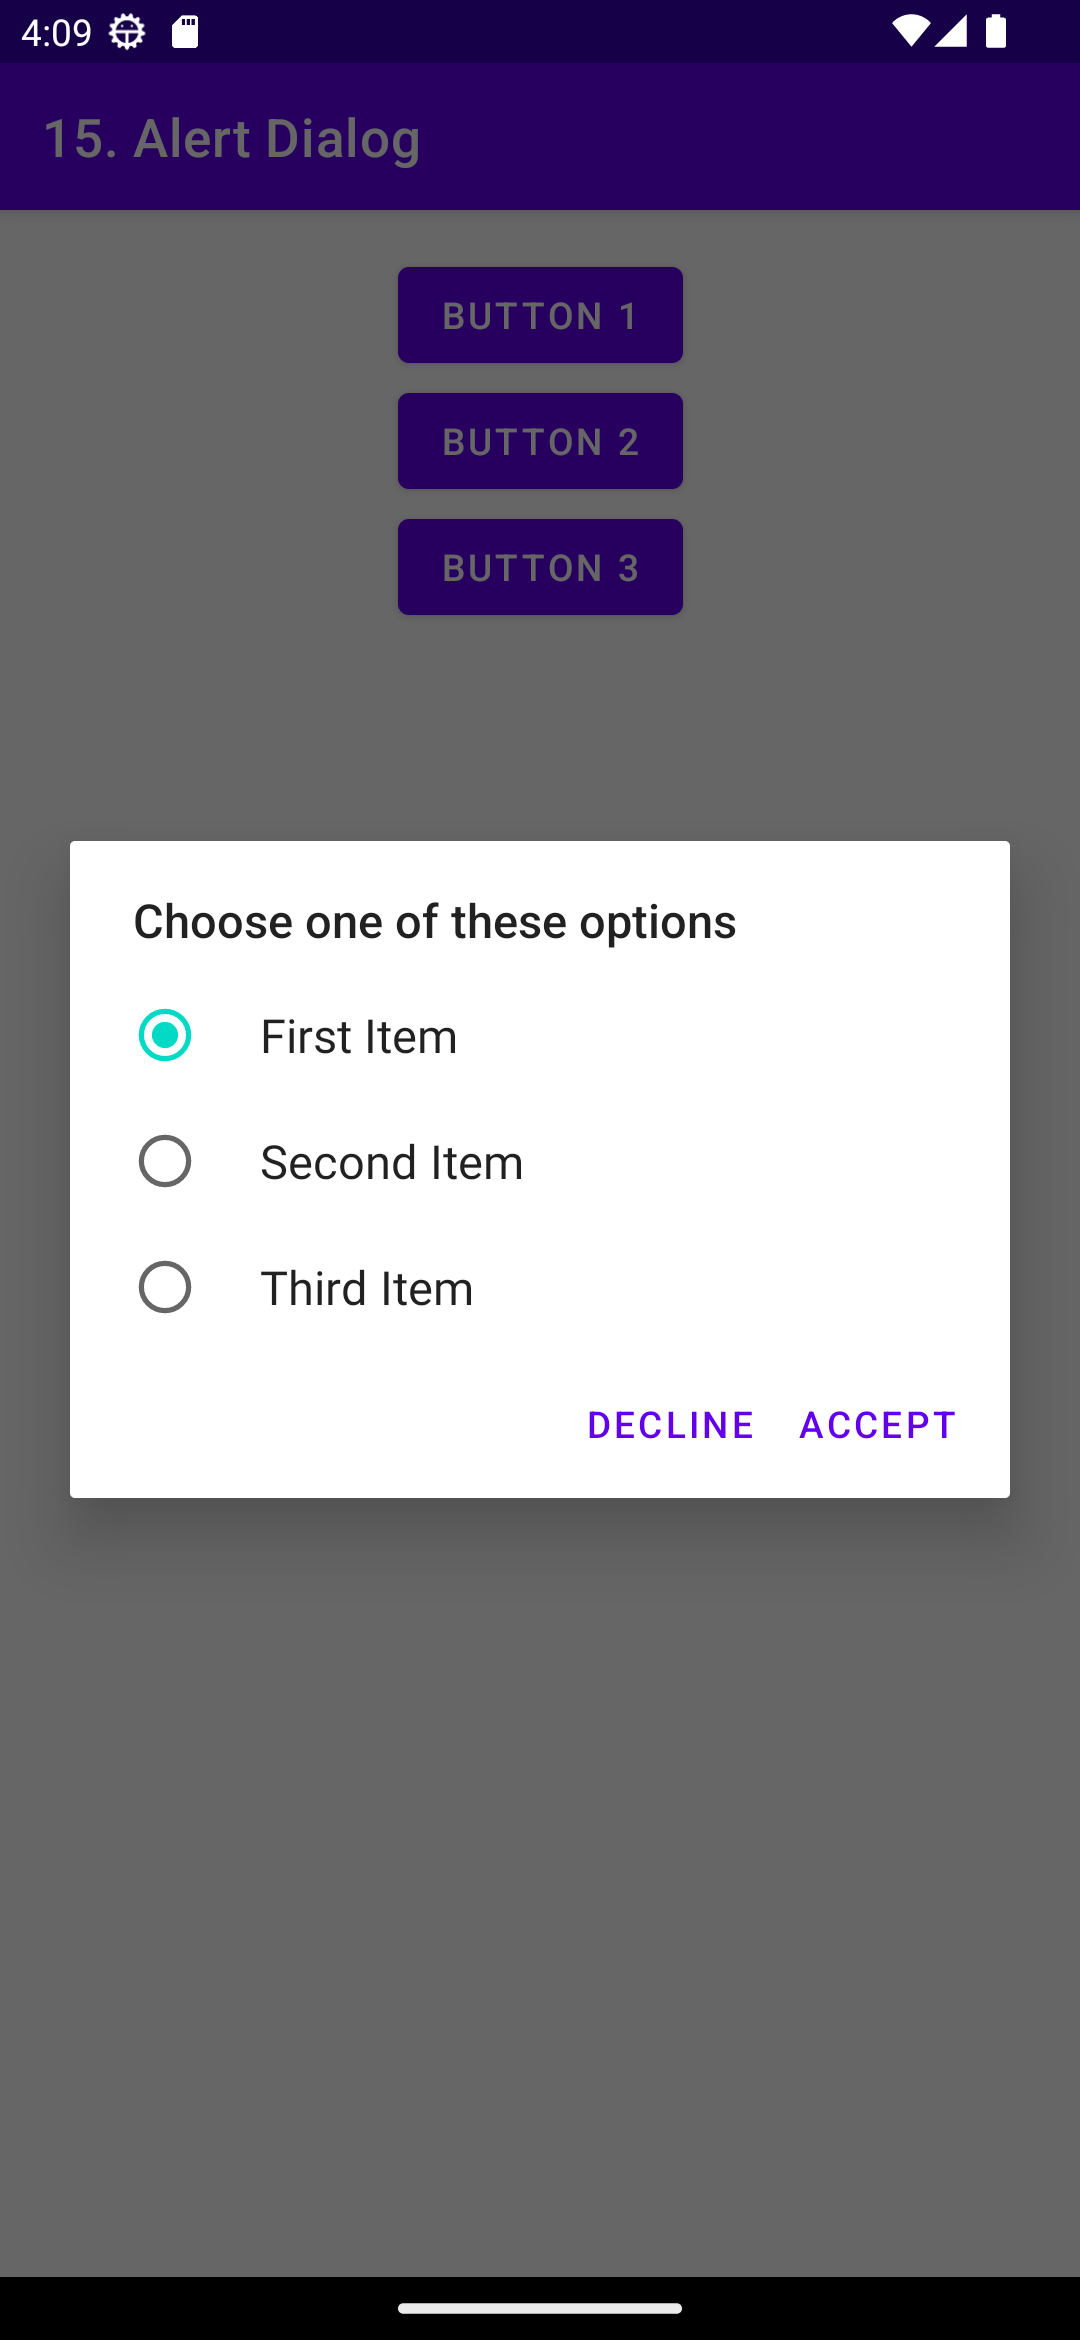 4:09
15. Alert Dialog
BUTTON 1
BUTTON 2
BUTTON 3
Choose one of these options
First Item
Second Item
Third Item
DECLINE ACCEPT